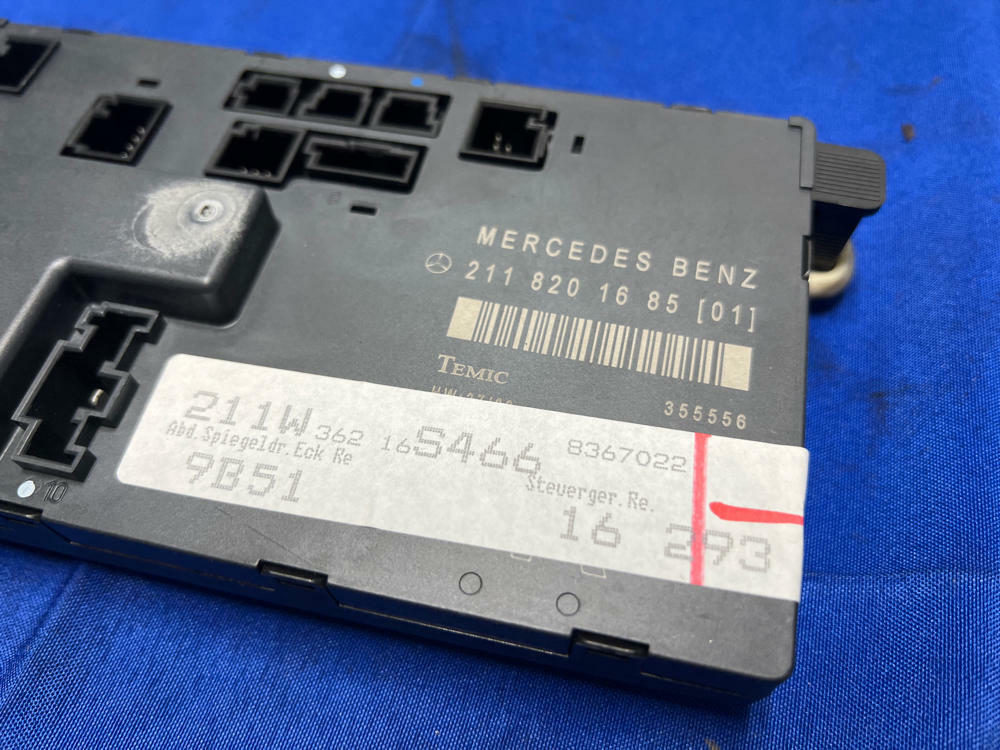 MERCEDES BENZ
211 820 16 85 [01]
TEMIC
355556
211W 362 16S466 8367022
Abd.Spiegeldr.Eck Re
Steuerger.Re.
9B51
16 293
10